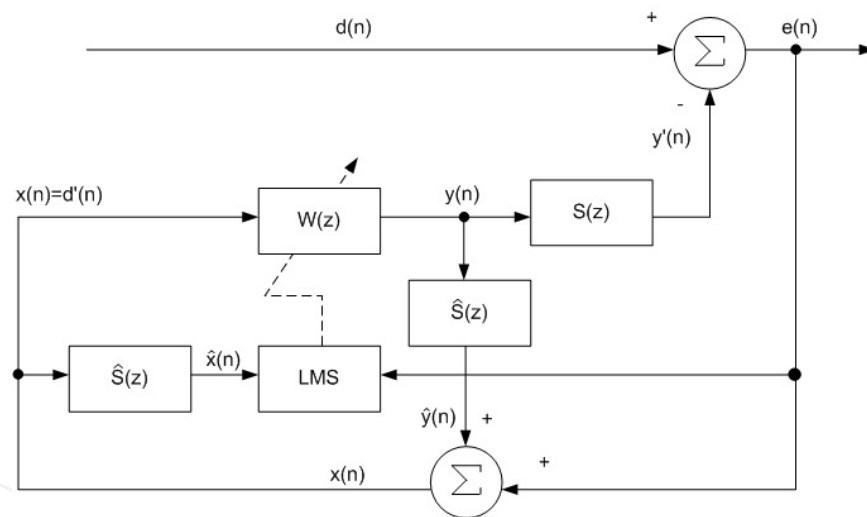 d(n)
+
Σ
e(n)
-
y'(n)
x(n)=d'(n)
W(z)
y(n)
S(z)
Ŝ(z)
Ŝ(z)
x̂(n)
LMS
ŷ(n)
+
x(n)
Σ
+